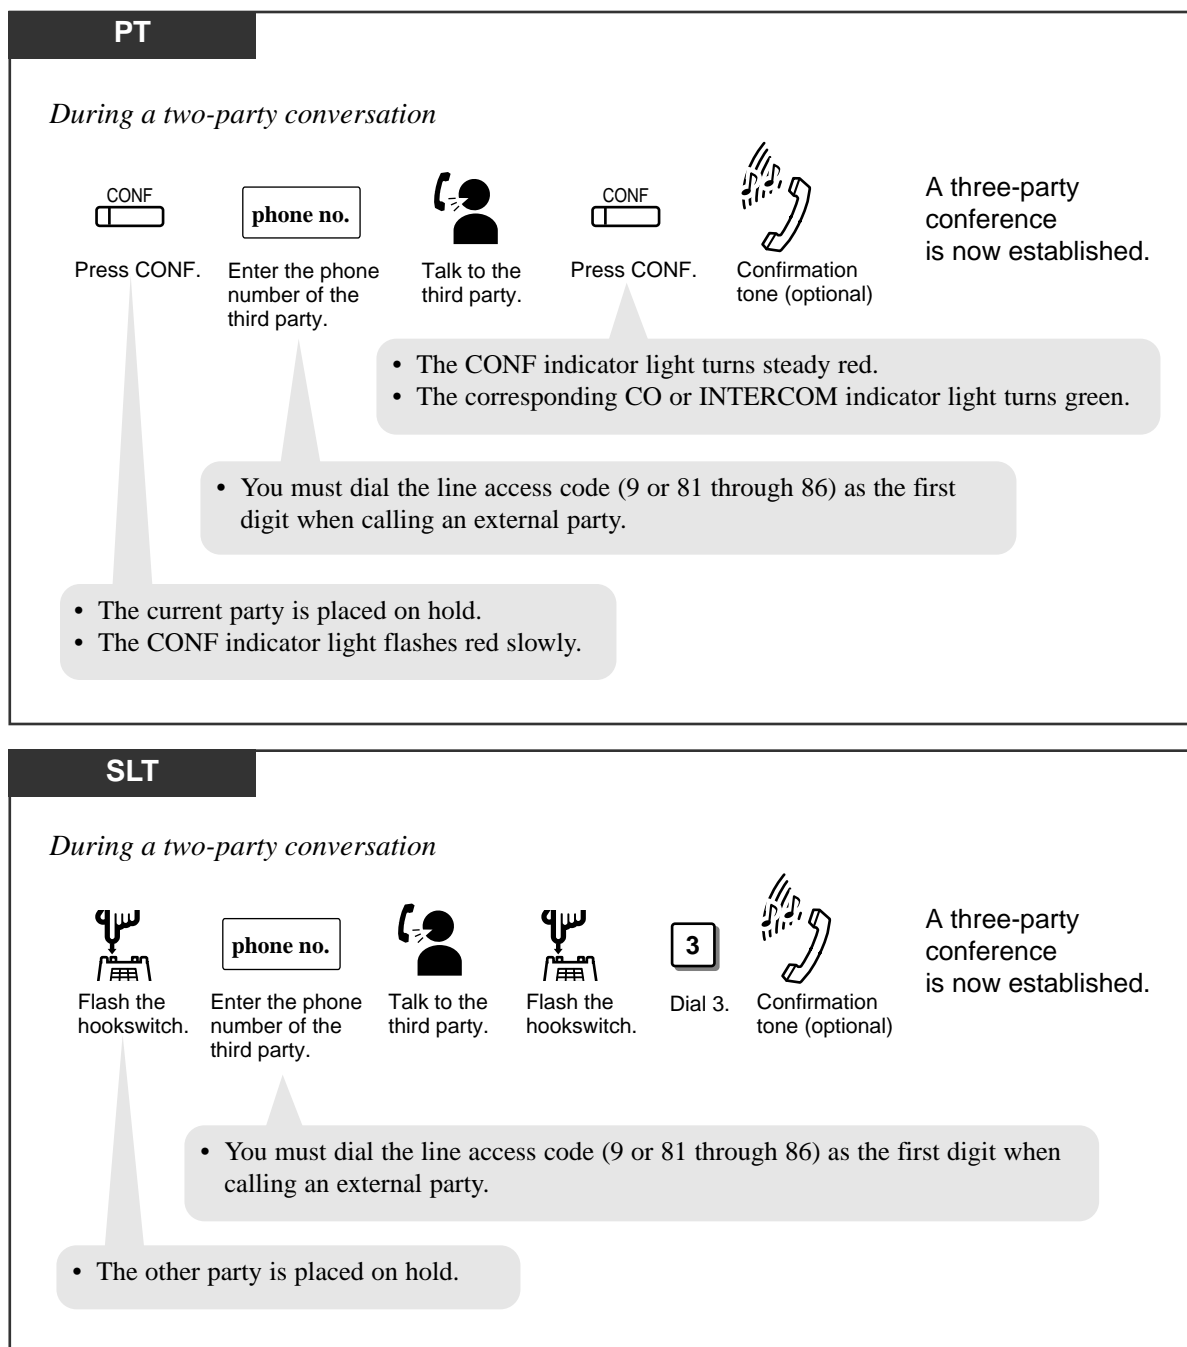 PT
During a two-party conversation
CONF
phone no.
CONF
A three-party
conference
is now established.
Press CONF.
Enter the phone
number of the
third party.
Talk to the
third party.
Press CONF.
Confirmation
tone (optional)
• The CONF indicator light turns steady red.
• The corresponding CO or INTERCOM indicator light turns green.
• You must dial the line access code (9 or 81 through 86) as the first
digit when calling an external party.
• The current party is placed on hold.
• The CONF indicator light flashes red slowly.
SLT
During a two-party conversation
phone no.
3
A three-party
conference
is now established.
Flash the
hookswitch.
Enter the phone
number of the
third party.
Talk to the
third party.
Flash the
hookswitch.
Dial 3.
Confirmation
tone (optional)
• You must dial the line access code (9 or 81 through 86) as the first digit when
calling an external party.
• The other party is placed on hold.